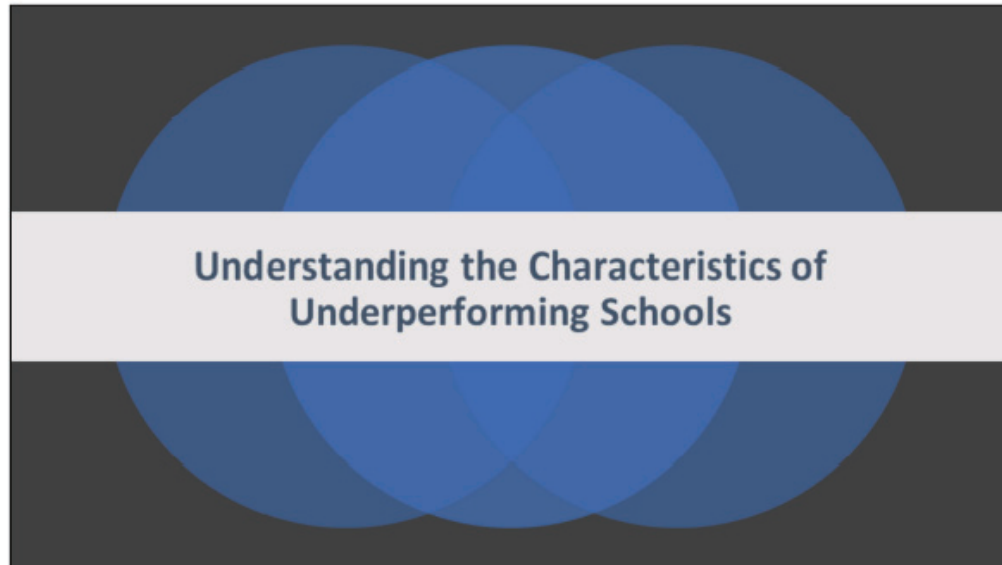 Understanding the Characteristics of
Underperforming Schools